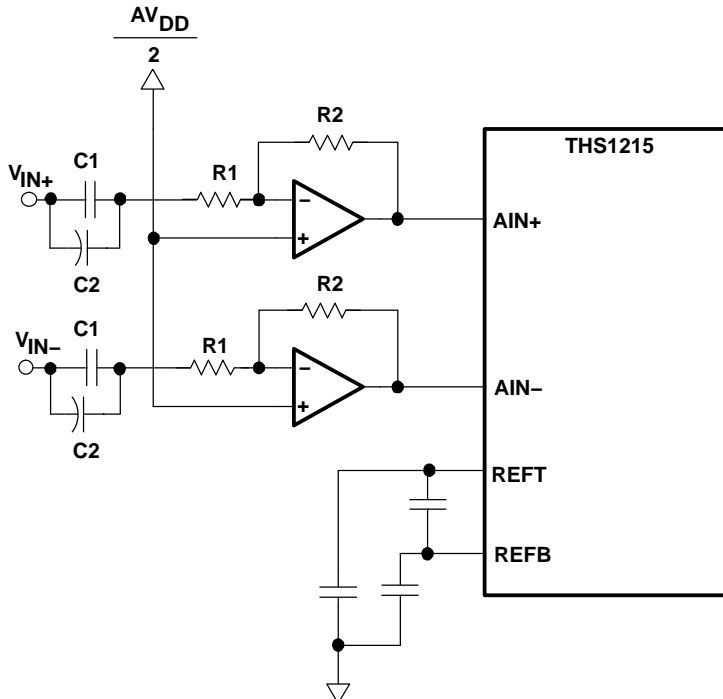 AVDD
2
R2
THS1215
C1
VIN+
R1
−
AIN+
+
C2
R2
C1
VIN−
R1
−
AIN−
+
C2
REFT
REFB